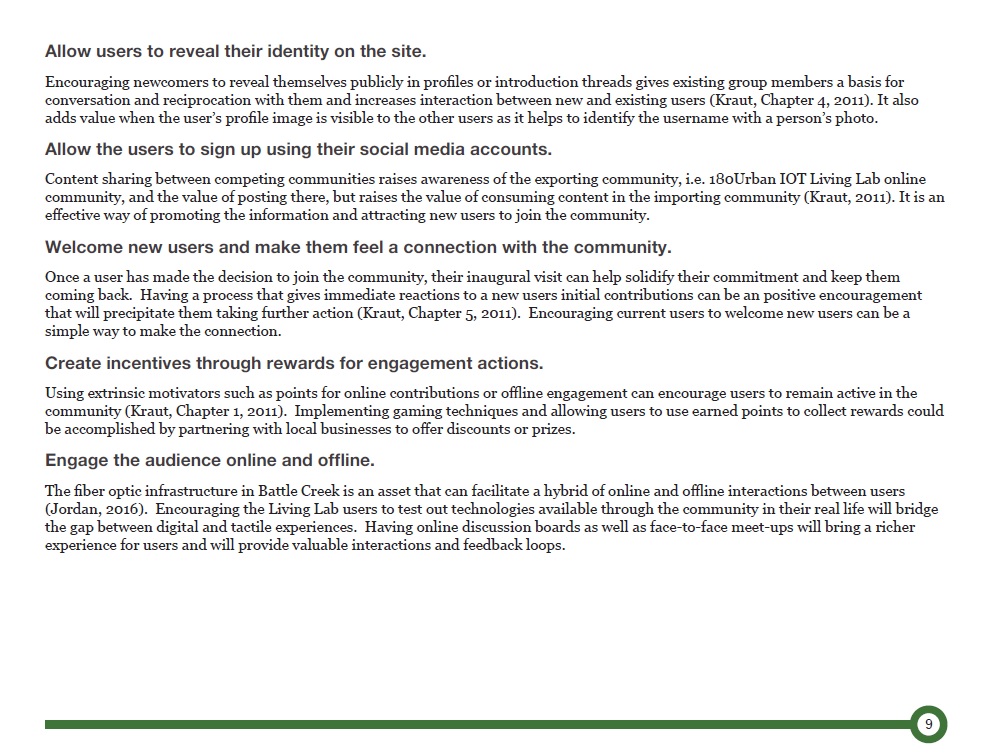 Allow users to reveal their identity on the site.
Encouraging newcomers to reveal themselves publicly in profiles or introduction threads gives existing group members a basis for
conversation and reciprocation with them and increases interaction between new and existing users (Kraut, Chapter 4, 2011). It also
adds value when the user’s profile image is visible to the other users as it helps to identify the username with a person’s photo.
Allow the users to sign up using their social media accounts.
Content sharing between competing communities raises awareness of the exporting community, i.e. 180Urban IOT Living Lab online
community, and the value of posting there, but raises the value of consuming content in the importing community (Kraut, 2011). It is an
effective way of promoting the information and attracting new users to join the community.
Welcome new users and make them feel a connection with the community.
Once a user has made the decision to join the community, their inaugural visit can help solidify their commitment and keep them
coming back.  Having a process that gives immediate reactions to a new users initial contributions can be an positive encouragement
that will precipitate them taking further action (Kraut, Chapter 5, 2011).  Encouraging current users to welcome new users can be a
simple way to make the connection.
Create incentives through rewards for engagement actions.
Using extrinsic motivators such as points for online contributions or offline engagement can encourage users to remain active in the
community (Kraut, Chapter 1, 2011).  Implementing gaming techniques and allowing users to use earned points to collect rewards could
be accomplished by partnering with local businesses to offer discounts or prizes.
Engage the audience online and offline.
The fiber optic infrastructure in Battle Creek is an asset that can facilitate a hybrid of online and offline interactions between users
(Jordan, 2016).  Encouraging the Living Lab users to test out technologies available through the community in their real life will bridge
the gap between digital and tactile experiences.  Having online discussion boards as well as face-to-face meet-ups will bring a richer
experience for users and will provide valuable interactions and feedback loops.
9